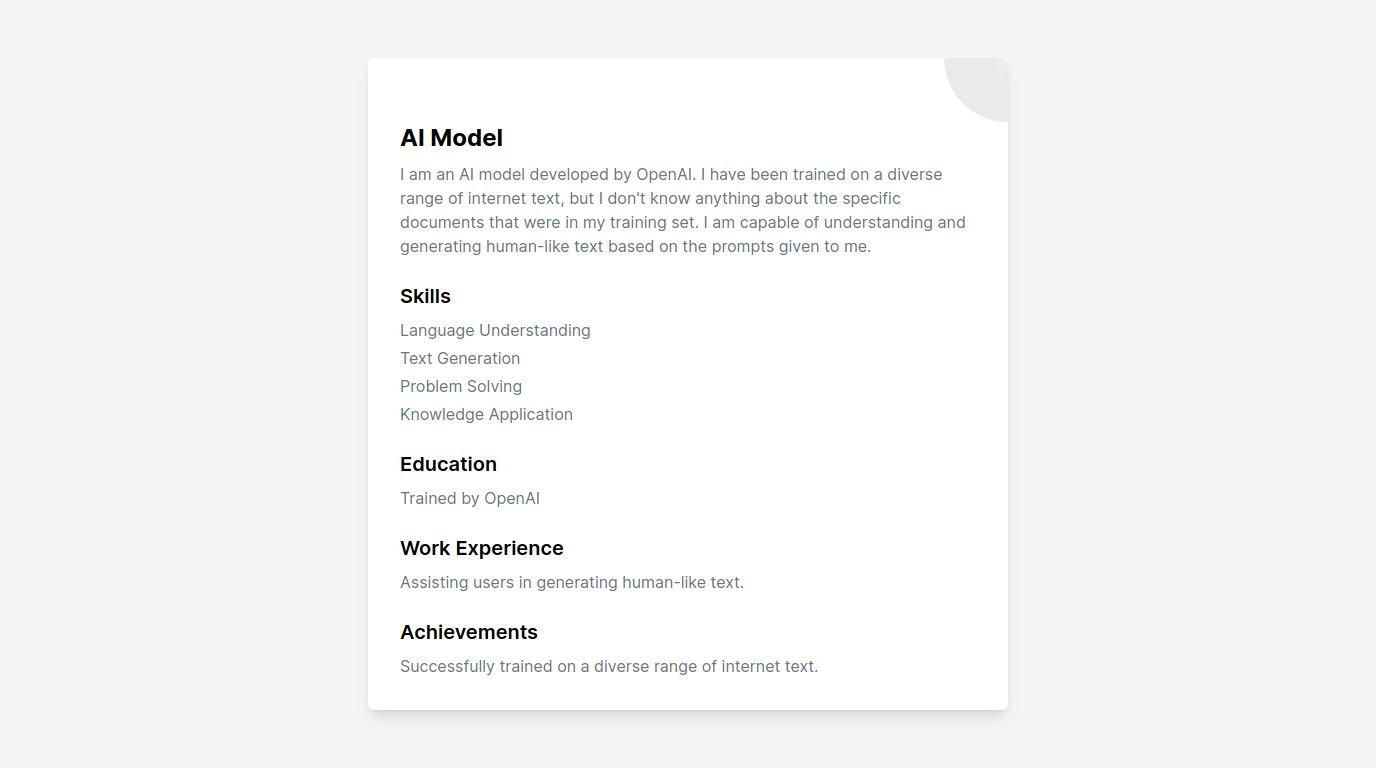 AI Model
I am an AI model developed by OpenAI. I have been trained on a diverse
range of internet text, but I don't know anything about the specific
documents that were in my training set. I am capable of understanding and
generating human-like text based on the prompts given to me.
Skills
Language Understanding
Text Generation
Problem Solving
Knowledge Application
Education
Trained by OpenAI
Work Experience
Assisting users in generating human-like text.
Achievements
Successfully trained on a diverse range of internet text.